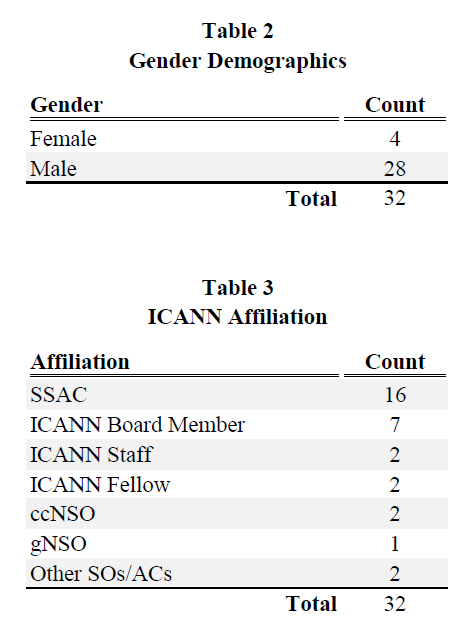 Table 2
Gender Demographics
Gender Count
Female 4
Male 28
Total 32
Table 3
ICANN Affiliation
Affiliation Count
SSAC 16
ICANN Board Member 7
ICANN Staff 2
ICANN Fellow 2
ccNSO 2
gNSO 1
Other SOs/ACs 2
Total 32